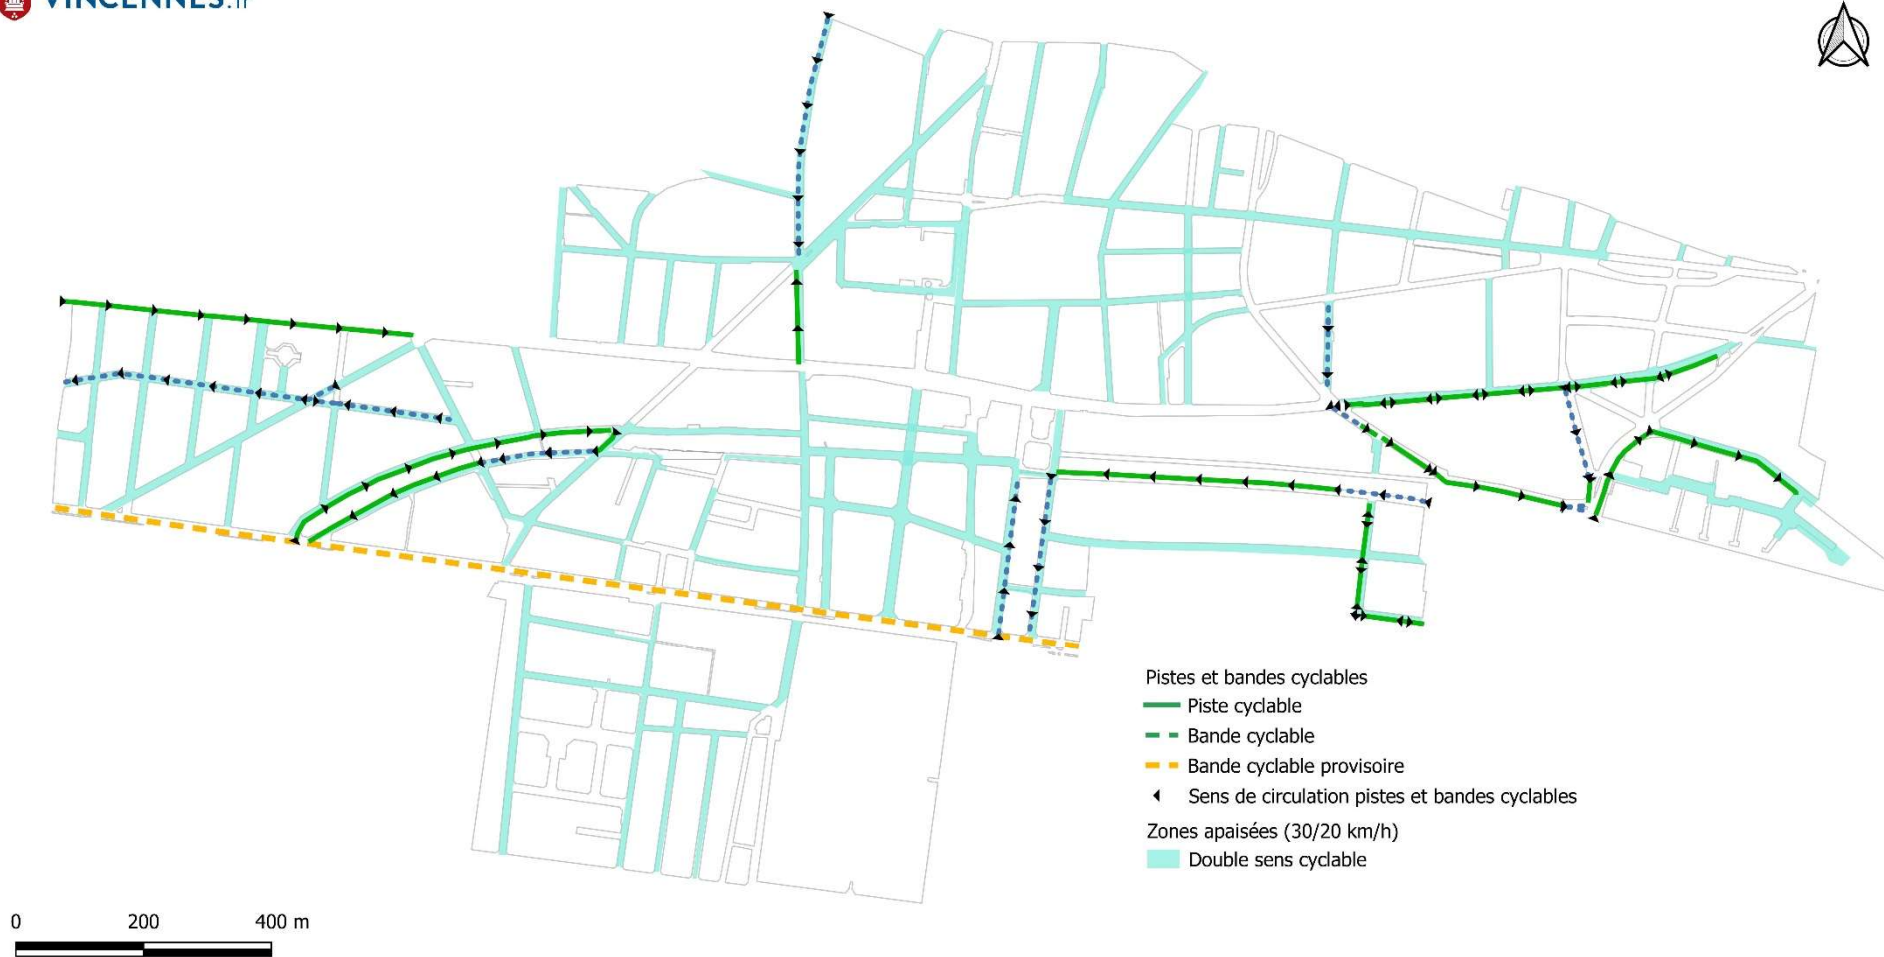 VINCENNES.fr
Pistes et bandes cyclables
Piste cyclable
Bande cyclable
Bande cyclable provisoire
Sens de circulation pistes et bandes cyclables
Zones apaisées (30/20 km/h)
Double sens cyclable
0 200 400 m